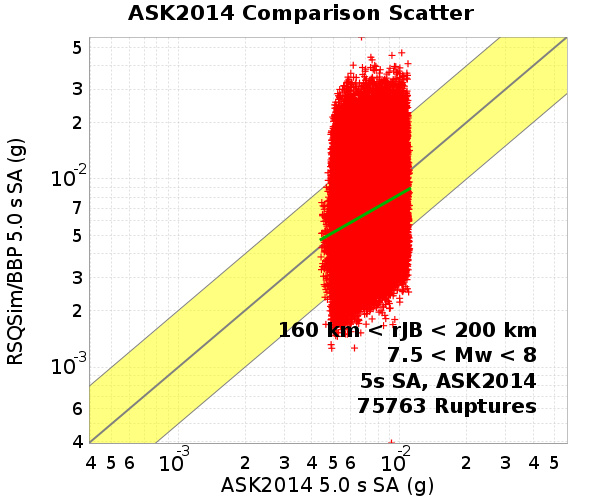 ASK2014 Comparison Scatter
RSQSim/BBP 5.0 s SA (g)
5
3
2
10-2
7
5
3
2
10-3
6
4
160 km < rJB < 200 km
7.5 < Mw < 8
5s SA, ASK2014
75763 Ruptures
4 5 6 10-3 2 3 4 5 6 10-2 2 3 4 5
ASK2014 5.0 s SA (g)